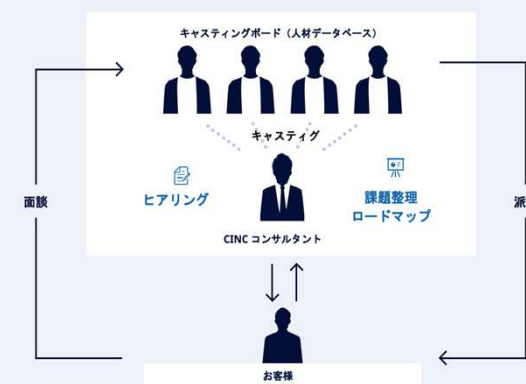 キャスティングボード（人材データベース）
キャスティグ
ヒアリング
課題整理
ロードマップ
面談
派
CINC コンサルタント
お客様